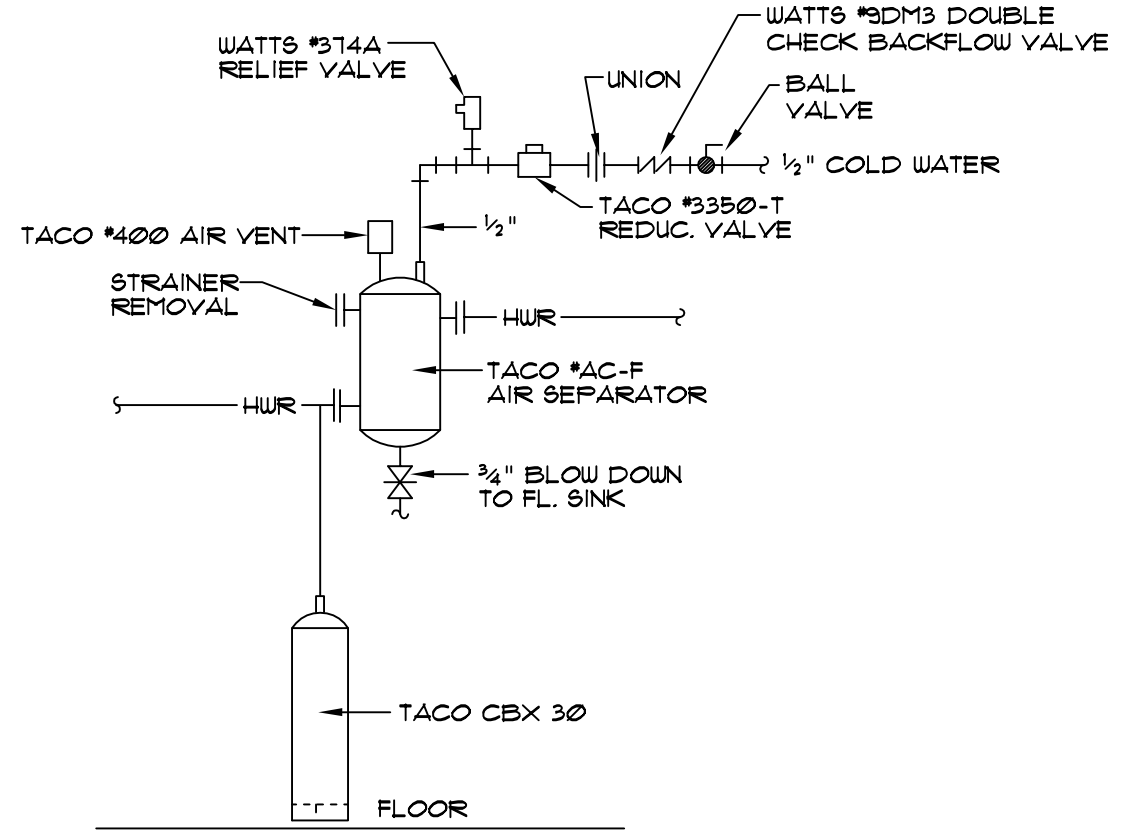 WATTS #9DM3 DOUBLE
CHECK BACKFLOW VALVE
WATTS #374A
RELIEF VALVE
UNION
BALL
VALVE
1/2" COLD WATER
TACO #3350-T
REDUC. VALVE
1/2"
TACO #400 AIR VENT
STRAINER
REMOVAL
HWR
TACO #AC-F
AIR SEPARATOR
HWR
3/4" BLOW DOWN
TO FL. SINK
TACO CBX 30
FLOOR